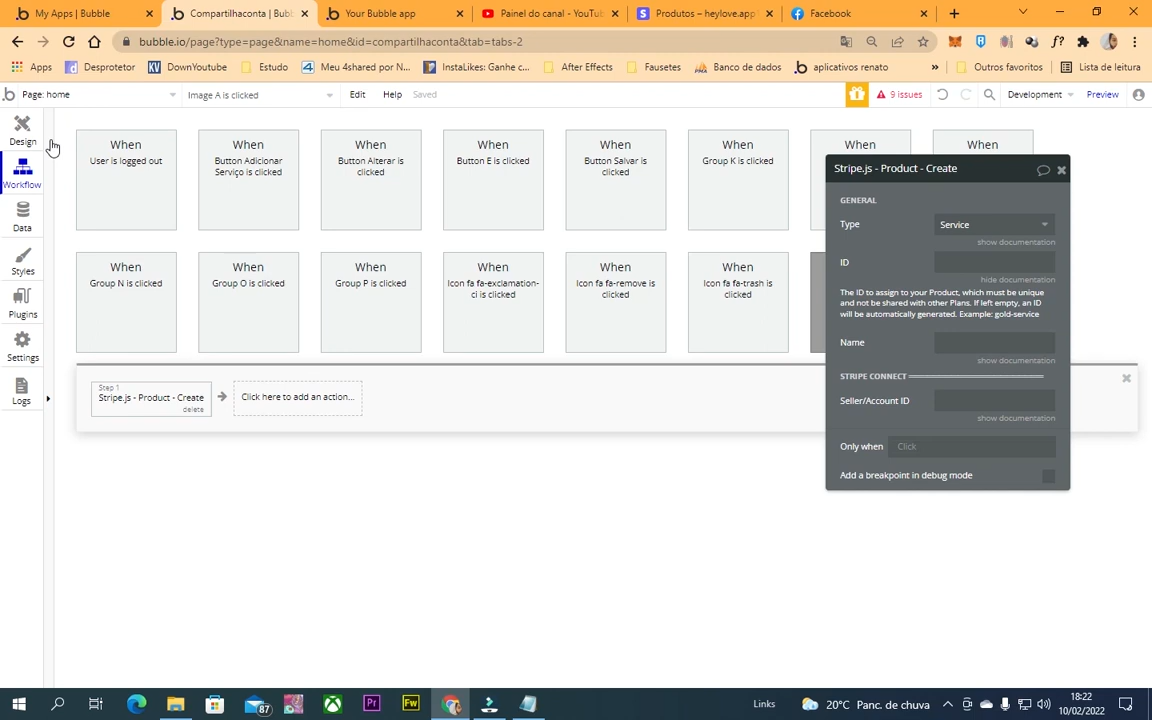 My Apps | Bubble
Compartilhaconta | Bubb
Your Bubble app
Painel do canal - YouTub
Produtos – heylove.app
Facebook
bubble.io/page?type=page&name=home&id=compartilhaconta&tab=tabs-2
Apps
Desprotetor
DownYoutube
Estudo
Meu 4shared por N...
InstaLikes: Ganhe c...
After Effects
Fausetes
Banco de dados
aplicativos renato
»
Outros favoritos
Lista de leitura
Page: home
Image A is clicked
Edit
Help
Saved
9 issues
Development
Preview
Design
Workflow
Data
Styles
Plugins
Settings
Logs
When
User is logged out
When
Button Adicionar
Serviço is clicked
When
Button Alterar is
clicked
When
Button E is clicked
When
Button Salvar is
clicked
When
Group K is clicked
When
When
When
Group N is clicked
When
Group O is clicked
When
Group P is clicked
When
Icon fa fa-exclamation-
ci is clicked
When
Icon fa fa-remove is
clicked
When
Icon fa fa-trash is
clicked
Step 1
Stripe.js - Product - Create
delete
Click here to add an action...
Stripe.js - Product - Create
GENERAL
Type
Service
show documentation
ID
hide documentation
The ID to assign to your Product, which must be unique
and not be shared with other Plans. If left empty, an ID
will be automatically generated. Example: gold-service
Name
show documentation
STRIPE CONNECT
Seller/Account ID
show documentation
Only when
Click
Add a breakpoint in debug mode
87
Pr
Fw
Links
20°C Panc. de chuva
18:22
10/02/2022